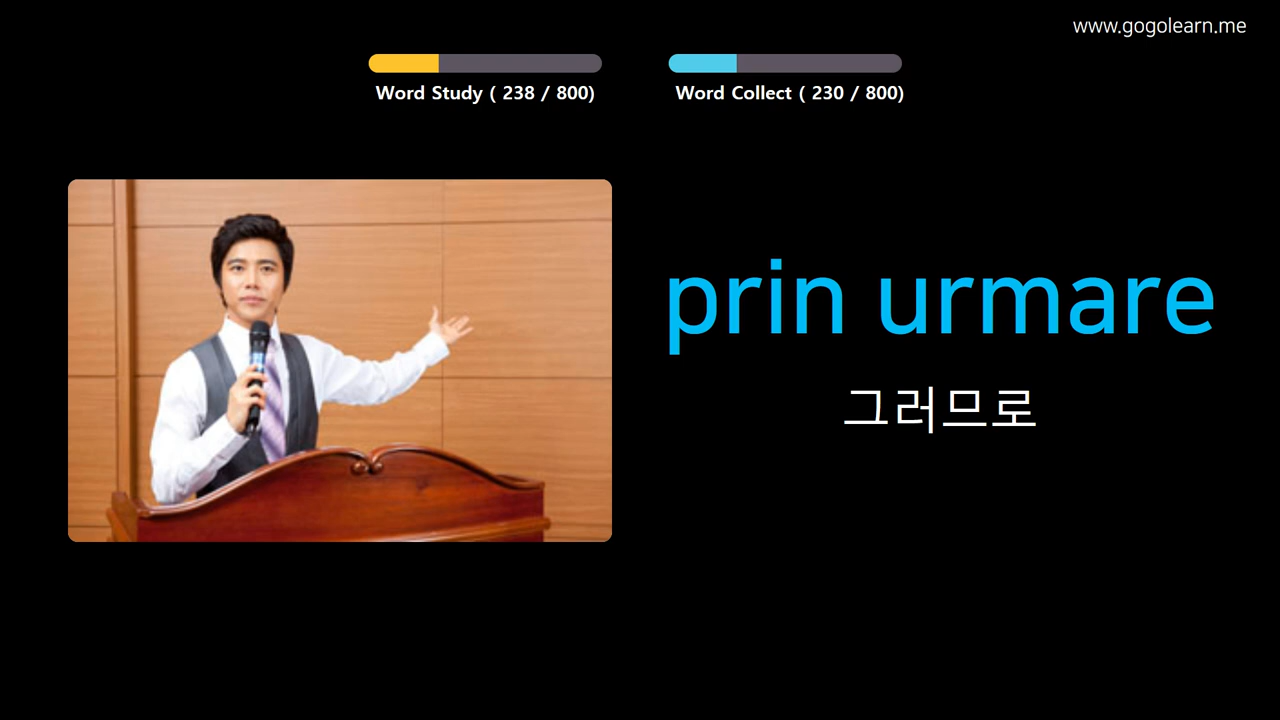 www.gogolearn.me
Word Study ( 238 / 800)
Word Collect ( 230 / 800)
prin urmare
그러므로